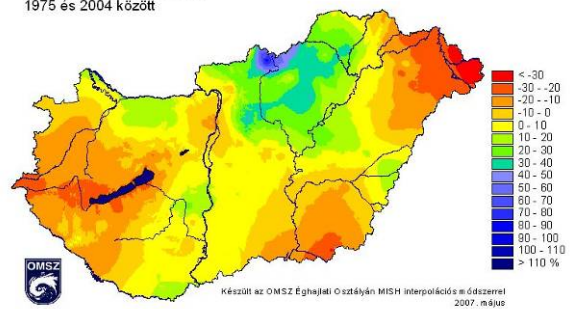 1975 és 2004 között
< -30
-30 - -20
-20 - -10
-10 - 0
0 - 10
10 - 20
20 - 30
30 - 40
40 - 50
50 - 60
60 - 70
70 - 80
80 - 90
90 - 100
100 - 110
> 110 %
OMSZ
Készült az OMSZ Éghajlati Osztályán MISH interpolációs módszerrel
2007. május